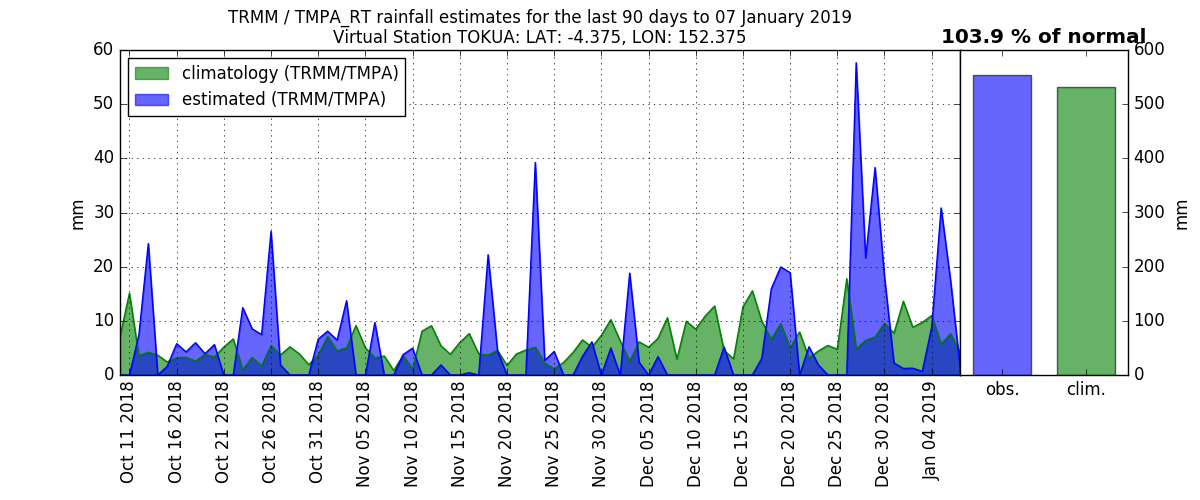 TRMM / TMPA_RT rainfall estimates for the last 90 days to 07 January 2019
Virtual Station TOKUA: LAT: -4.375, LON: 152.375
103.9 % of normal
climatology (TRMM/TMPA)
estimated (TRMM/TMPA)
60
50
40
30
20
10
0
mm
Oct 11 2018
Oct 16 2018
Oct 21 2018
Oct 26 2018
Oct 31 2018
Nov 05 2018
Nov 10 2018
Nov 15 2018
Nov 20 2018
Nov 25 2018
Nov 30 2018
Dec 05 2018
Dec 10 2018
Dec 15 2018
Dec 20 2018
Dec 25 2018
Dec 30 2018
Jan 04 2019
obs.
clim.
600
500
400
300
200
100
0
mm